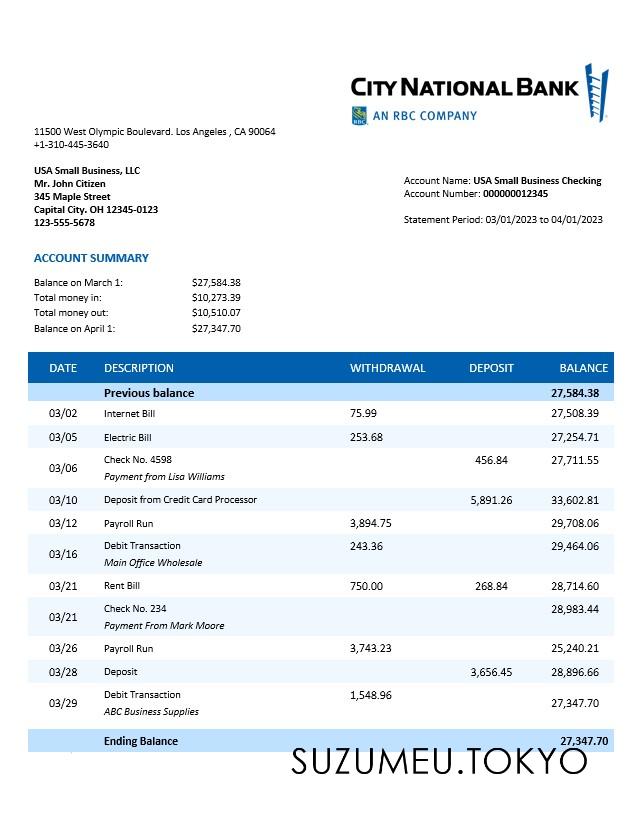 CITY NATIONAL BANK
RBC AN RBC COMPANY
11500 West Olympic Boulevard. Los Angeles , CA 90064
+1-310-445-3640
USA Small Business, LLC
Mr. John Citizen
345 Maple Street
Capital City. OH 12345-0123
123-555-5678
Account Name: USA Small Business Checking
Account Number: 000000012345
Statement Period: 03/01/2023 to 04/01/2023
ACCOUNT SUMMARY
Balance on March 1: $27,584.38
Total money in: $10,273.39
Total money out: $10,510.07
Balance on April 1: $27,347.70
DATE DESCRIPTION WITHDRAWAL DEPOSIT BALANCE
Previous balance 27,584.38
03/02 Internet Bill 75.99 27,508.39
03/05 Electric Bill 253.68 27,254.71
03/06 Check No. 4598 456.84 27,711.55
Payment from Lisa Williams
03/10 Deposit from Credit Card Processor 5,891.26 33,602.81
03/12 Payroll Run 3,894.75 29,708.06
03/16 Debit Transaction 243.36 29,464.06
Main Office Wholesale
03/21 Rent Bill 750.00 268.84 28,714.60
03/21 Check No. 234 28,983.44
Payment From Mark Moore
03/26 Payroll Run 3,743.23 25,240.21
03/28 Deposit 3,656.45 28,896.66
03/29 Debit Transaction 1,548.96 27,347.70
ABC Business Supplies
Ending Balance 27,347.70
SUZUMEU.TOKYO